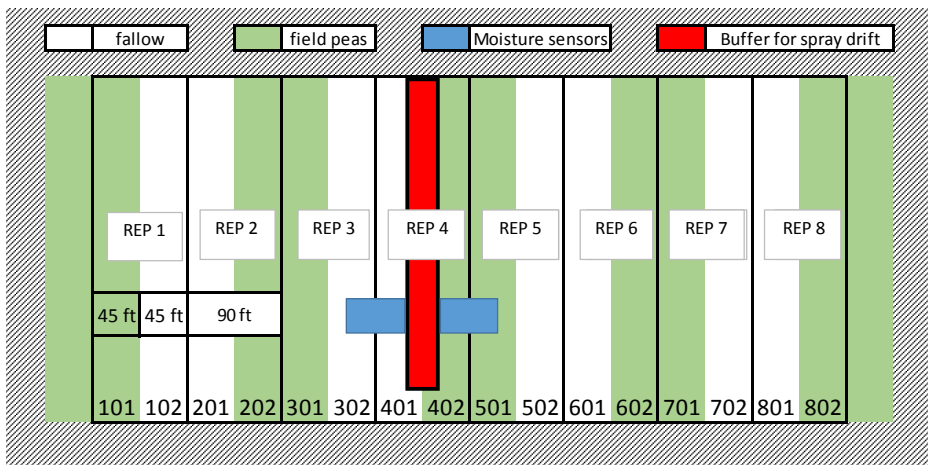 fallow field peas Moisture sensors Buffer for spray drift
REP 1 REP 2 REP 3 REP 4 REP 5 REP 6 REP 7 REP 8
45 ft 45 ft 90 ft
101 102 201 202 301 302 401 402 501 502 601 602 701 702 801 802